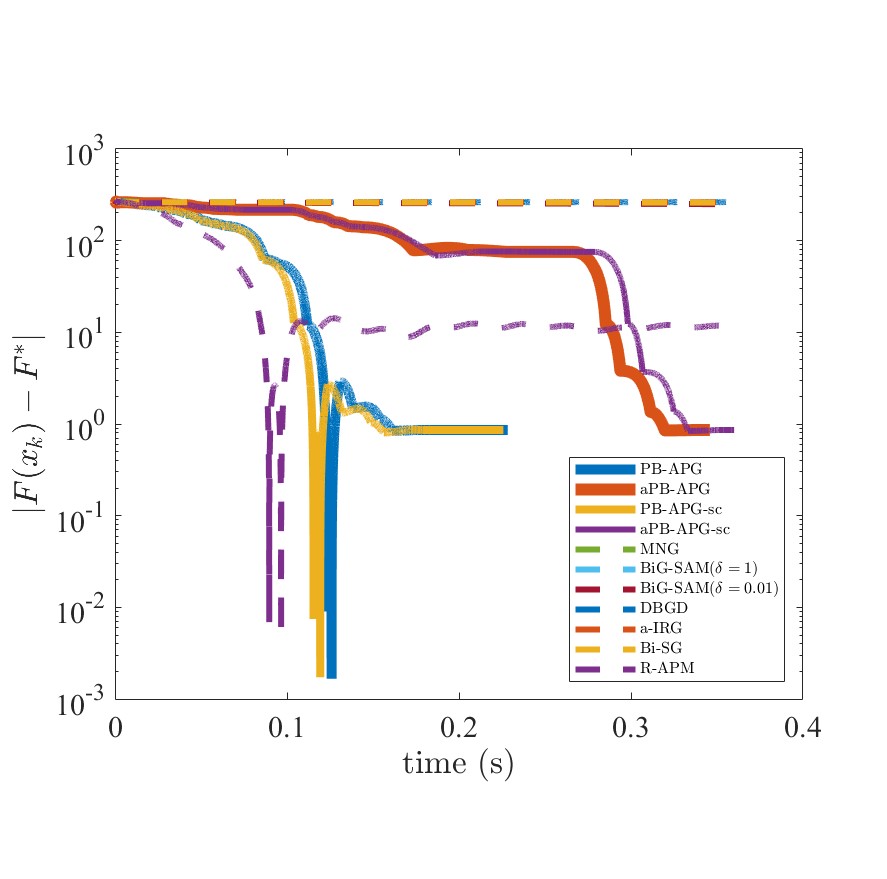 10^3
10^2
10^1
10^0
10^-1
10^-2
10^-3
|F(x_k) − F*|
0 0.1 0.2 0.3 0.4
time (s)
PB-APG
aPB-APG
PB-APG-sc
aPB-APG-sc
MNG
BiG-SAM(δ = 1)
BiG-SAM(δ = 0.01)
DBGD
a-IRG
Bi-SG
R-APM